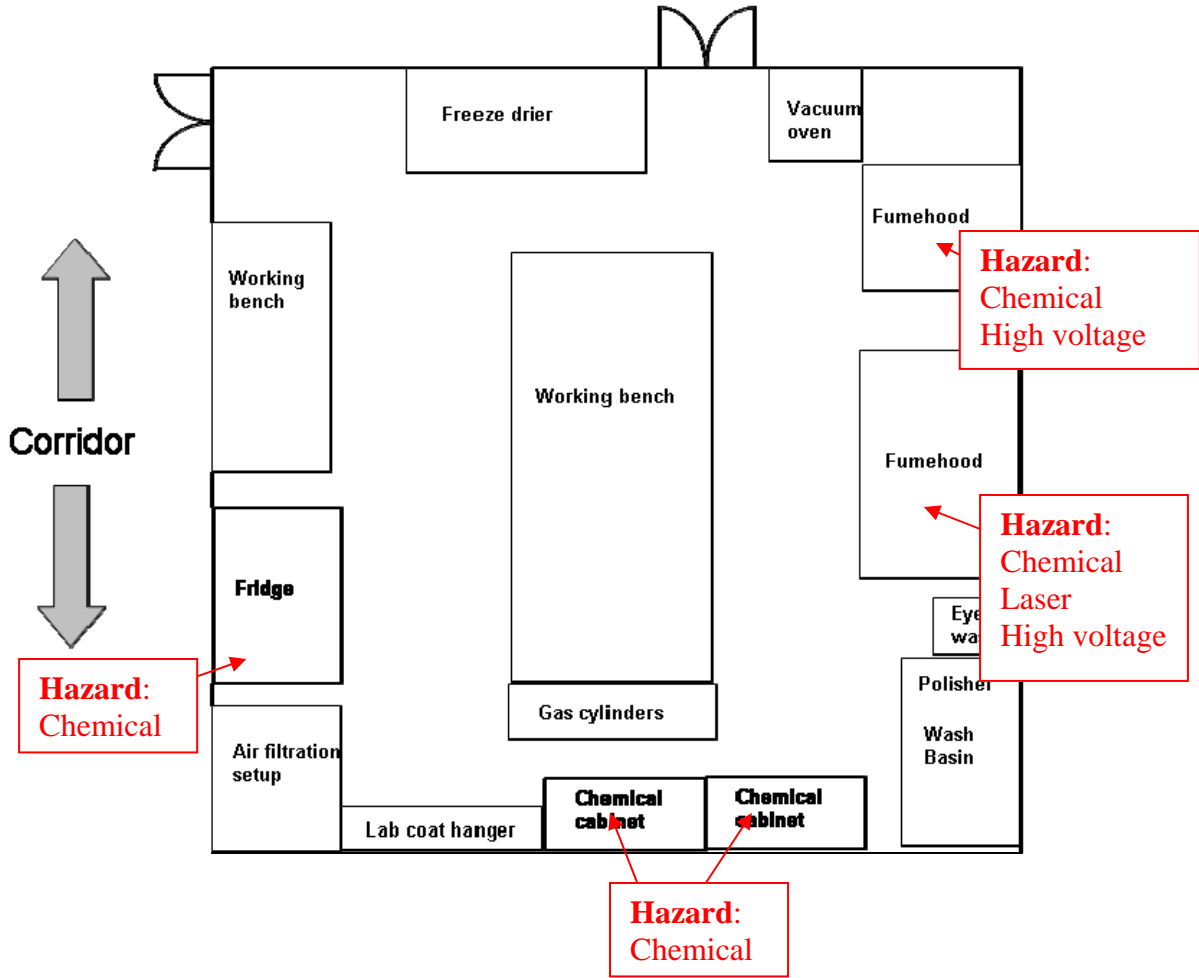 Freeze drier
Vacuum
oven
Fumehood
Hazard:
Chemical
High voltage
Working
bench
Working bench
Corridor
Fumehood
Hazard:
Chemical
Laser
High voltage
Fridge
Eye
Hazard:
Chemical
Polisher
Wash
Basin
Gas cylinders
Air filtration
setup
Lab coat hanger
Chemical
cabinet
Chemical
cabinet
Hazard:
Chemical